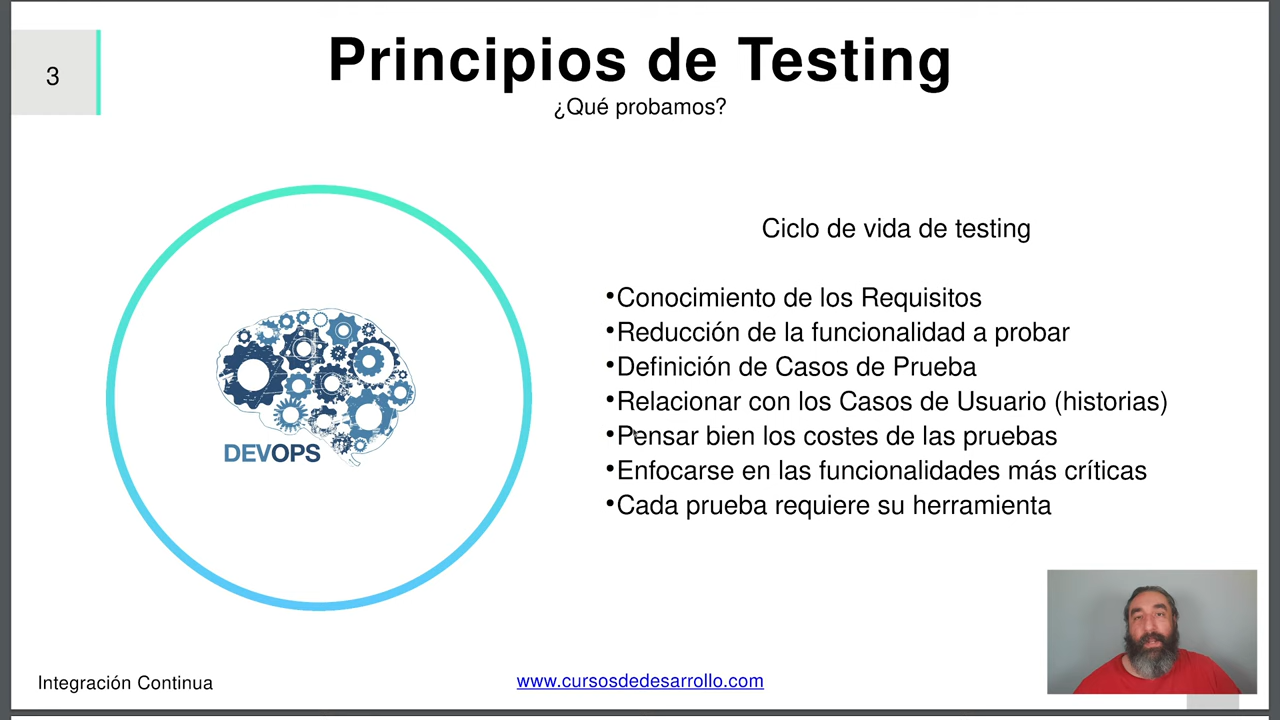 3
Principios de Testing
¿Qué probamos?
Ciclo de vida de testing
•Conocimiento de los Requisitos
•Reducción de la funcionalidad a probar
•Definición de Casos de Prueba
•Relacionar con los Casos de Usuario (historias)
•Pensar bien los costes de las pruebas
•Enfocarse en las funcionalidades más críticas
•Cada prueba requiere su herramienta
DEVOPS
Integración Continua
www.cursosdedesarrollo.com